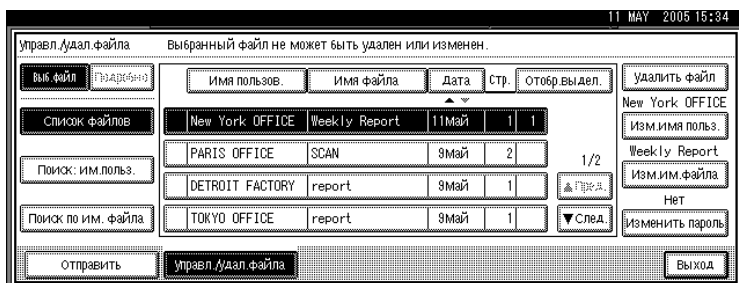 11 MAY 2005 15:34
Управл./удал.файла Выбранный файл не может быть удален или изменен.
Выб.файл Подробно Имя пользов. Имя файла Дата Стр. Отобр.выдел. Удалить файл
▲ ▼ New York OFFICE
Список файлов New York OFFICE Weekly Report 11Май 1 1 Изм.имя польз.
PARIS OFFICE SCAN 9Май 2 1/2 Weekly Report
Поиск: им.польз. DETROIT FACTORY report 9Май 1 ▲Пред. Изм.им.файла
Нет
Поиск по им. файла TOKYO OFFICE report 9Май 1 ▼След. Изменить пароль
Отправить Управл./удал.файла Выход